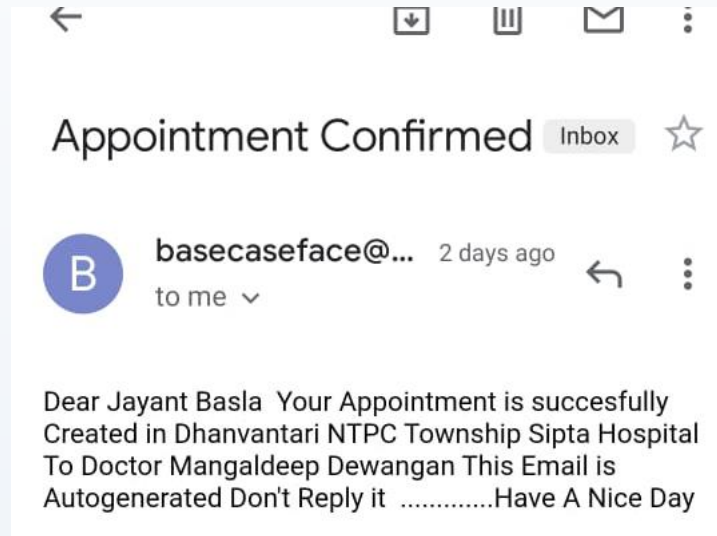 Appointment Confirmed Inbox
B
basecaseface@... 2 days ago
to me
Dear Jayant Basla  Your Appointment is succesfully
Created in Dhanvantari NTPC Township Sipta Hospital
To Doctor Mangaldeep Dewangan This Email is
Autogenerated Don't Reply it  .............Have A Nice Day